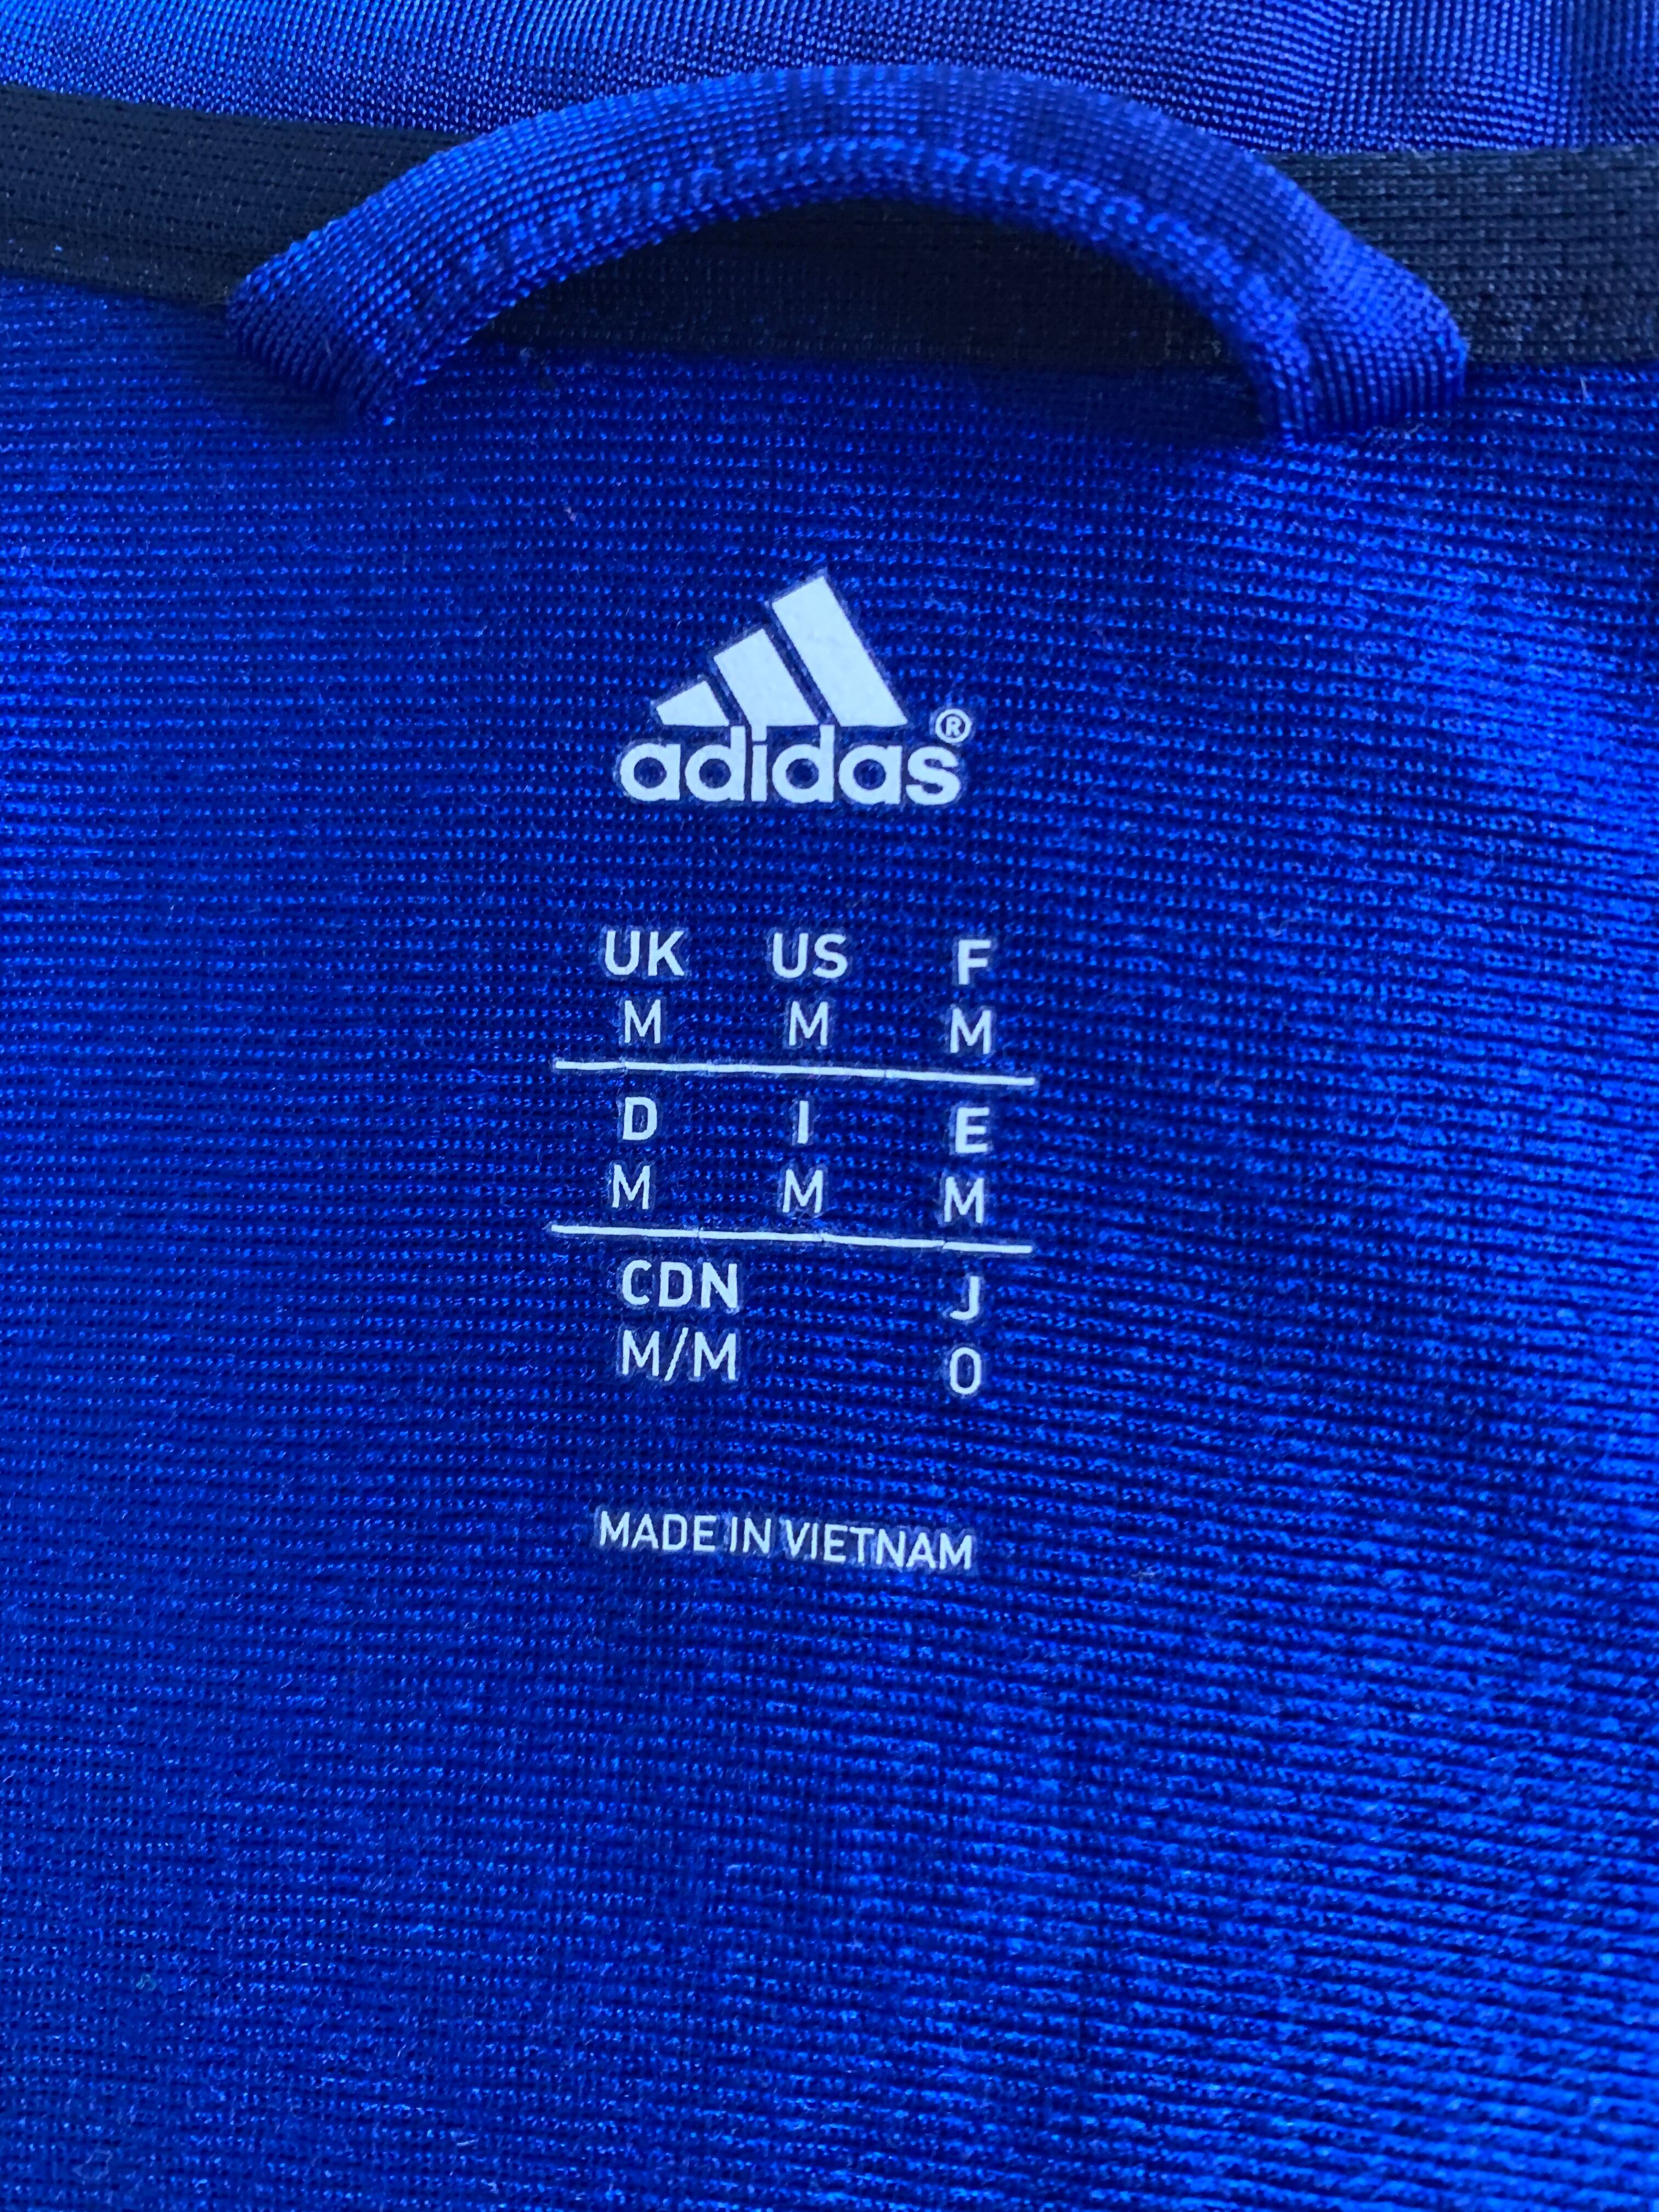 adidas®
UK US F
M M M
D I E
M M M
CDN J
M/M O
MADE IN VIETNAM